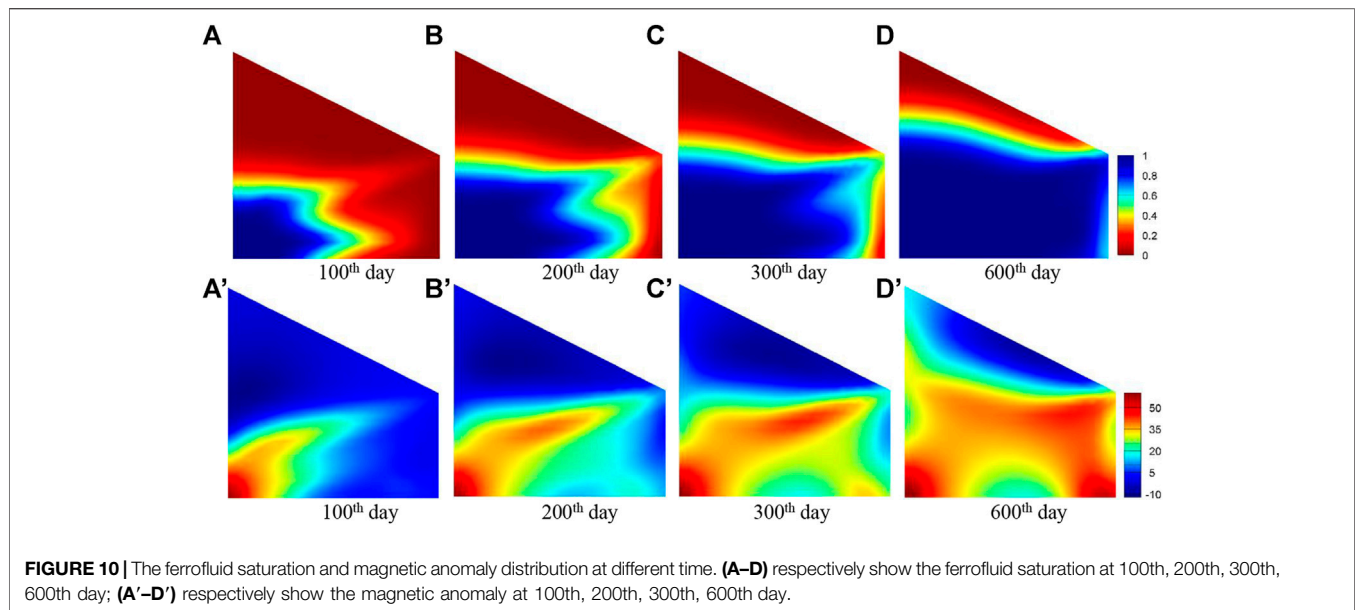 A B C D
1
0.8
0.6
0.4
0.2
0
100th day 200th day 300th day 600th day
A' B' C' D'
50
35
20
5
-10
100th day 200th day 300th day 600th day
FIGURE 10 | The ferrofluid saturation and magnetic anomaly distribution at different time. (A–D) respectively show the ferrofluid saturation at 100th, 200th, 300th,
600th day; (A′–D′) respectively show the magnetic anomaly at 100th, 200th, 300th, 600th day.